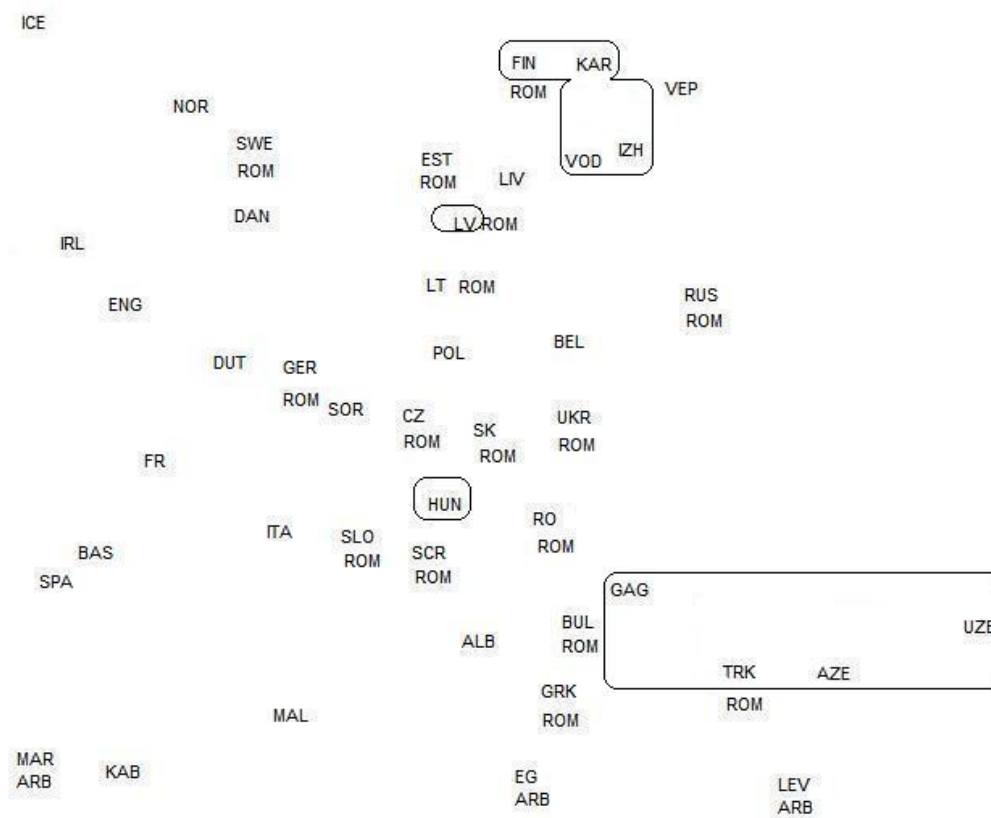 ICE
FIN KAR
ROM VEP
NOR
SWE
ROM
EST
ROM
LIV
VOD IZH
DAN
LV ROM
IRL
LT ROM
ENG
RUS
ROM
POL BEL
DUT GER
ROM SOR
CZ
ROM
SK
ROM
UKR
ROM
FR
HUN
ITA
SLO
ROM
SCR
ROM
RO
ROM
BAS
SPA
GAG
BUL
ROM
UZB
ALB
TRK AZE
ROM
GRK
ROM
MAL
MAR
ARB
KAB
EG
ARB
LEV
ARB